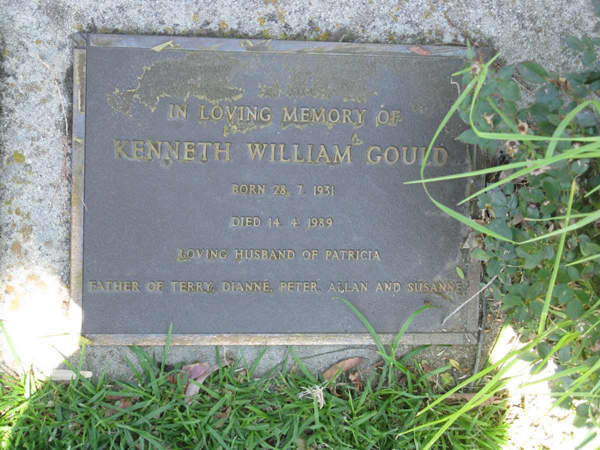 IN LOVING MEMORY OF
KENNETH WILLIAM GOULD
BORN 28. 7. 1931
DIED 14. 4. 1989
LOVING HUSBAND OF PATRICIA
FATHER OF TERRY, DIANNE, PETER, ALLAN AND SUSANNE.